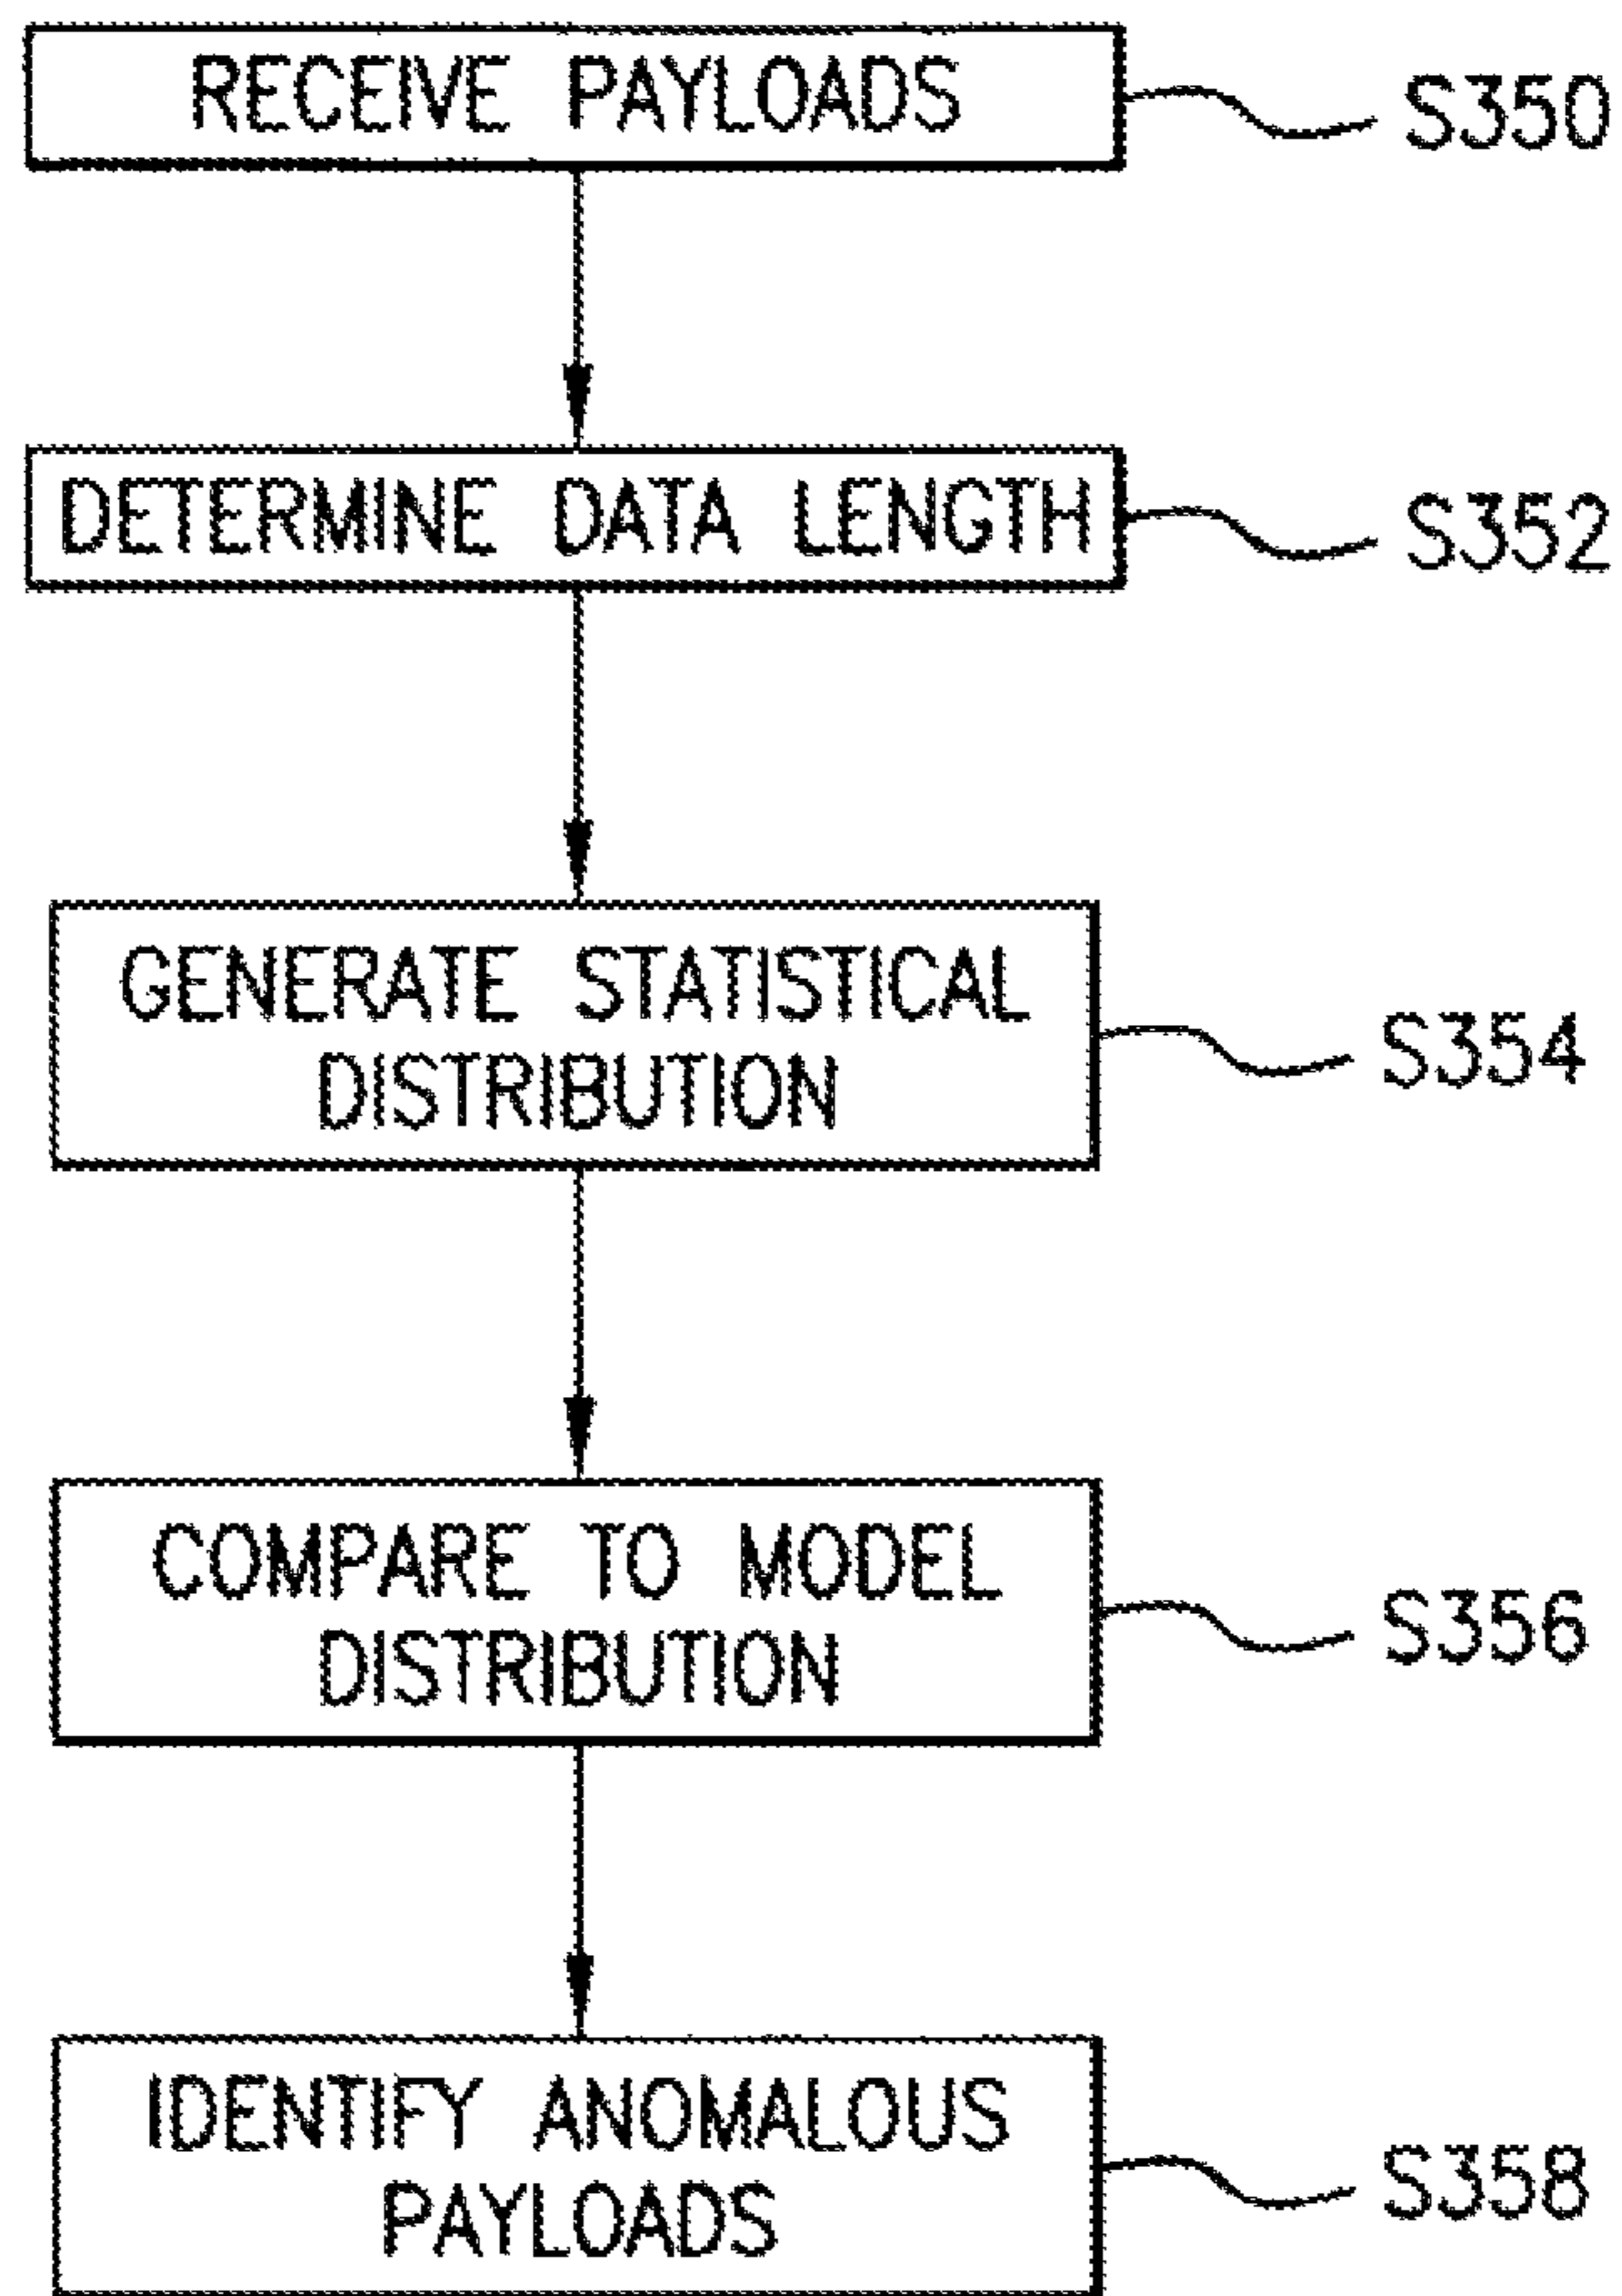 RECEIVE PAYLOADS
S350
DETERMINE DATA LENGTH
S352
GENERATE STATISTICAL
DISTRIBUTION
S354
COMPARE TO MODEL
DISTRIBUTION
S356
IDENTIFY ANOMALOUS
PAYLOADS
S358